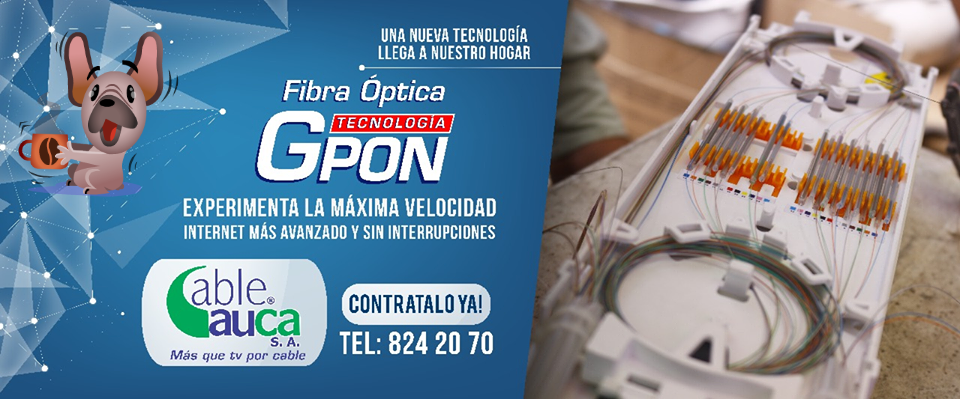 UNA NUEVA TECNOLOGÍA
LLEGA A NUESTRO HOGAR
Fibra Óptica
TECNOLOGÍA
GPON
EXPERIMENTA LA MÁXIMA VELOCIDAD
INTERNET MÁS AVANZADO Y SIN INTERRUPCIONES
Cable®
Cauca
S. A.
Más que tv por cable
CONTRATALO YA!
TEL: 824 20 70